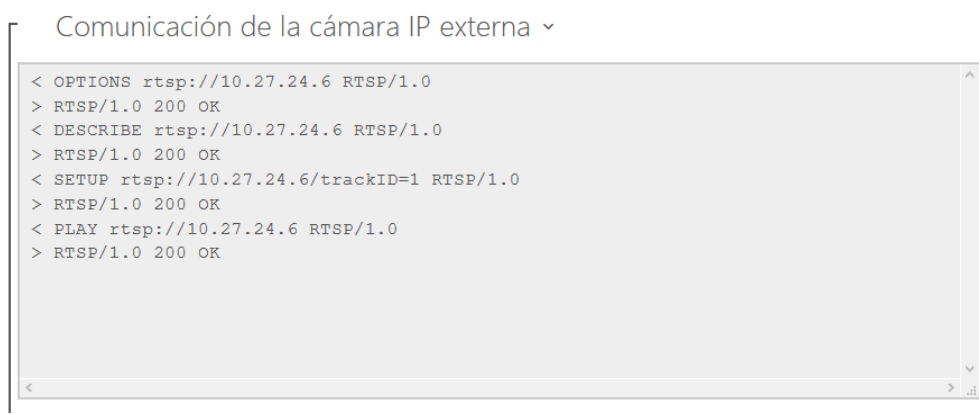 Comunicación de la cámara IP externa
< OPTIONS rtsp://10.27.24.6 RTSP/1.0
> RTSP/1.0 200 OK
< DESCRIBE rtsp://10.27.24.6 RTSP/1.0
> RTSP/1.0 200 OK
< SETUP rtsp://10.27.24.6/trackID=1 RTSP/1.0
> RTSP/1.0 200 OK
< PLAY rtsp://10.27.24.6 RTSP/1.0
> RTSP/1.0 200 OK